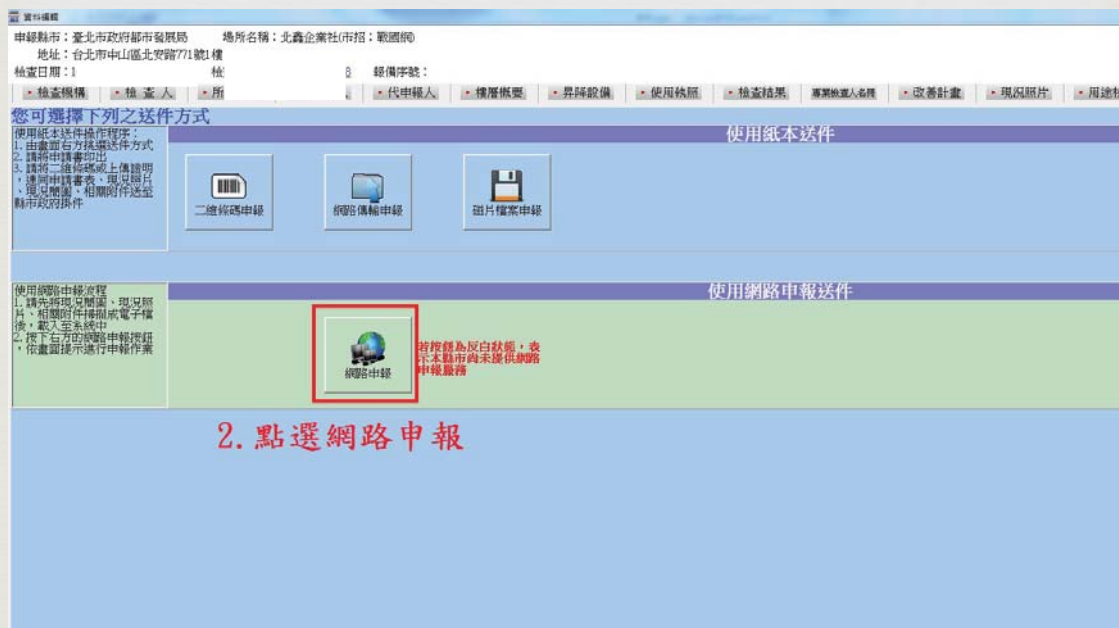 資料編輯
申報縣市：臺北市政府都市發展局 場所名稱：北鑫企業社(市招：戰國網)
地址：台北市中山區北安路771號1樓
檢查日期：1 檢 8 報備序號：
・檢查機構 ・檢 查 人 ・所 ・代申報人 ・樓層概要 ・昇降設備 ・使用執照 ・檢查結果 專業檢查人名冊 ・改善計畫 ・現況照片 ・用途
您可選擇下列之送件方式
使用紙本送件操作程序：
1.由畫面右方挑選送件方式
2.請將申請書印出
3.請將二維條碼或上傳證明
，連同申請書表、現況照片
、現況簡圖、相關附件送至
縣市政府掛件
使用紙本送件
二維條碼申報
網路傳輸申報
磁片檔案申報
使用網路申報流程
1.請先將現況簡圖、現況照
片、相關附件掃描成電子檔
後，載入至系統中
2.按下右方的網路申報按鈕
，依畫面提示進行申報作業
使用網路申報送件
網路申報
若按鈕為反白狀態，表
示本縣市尚未提供網路
申報服務
2.點選網路申報